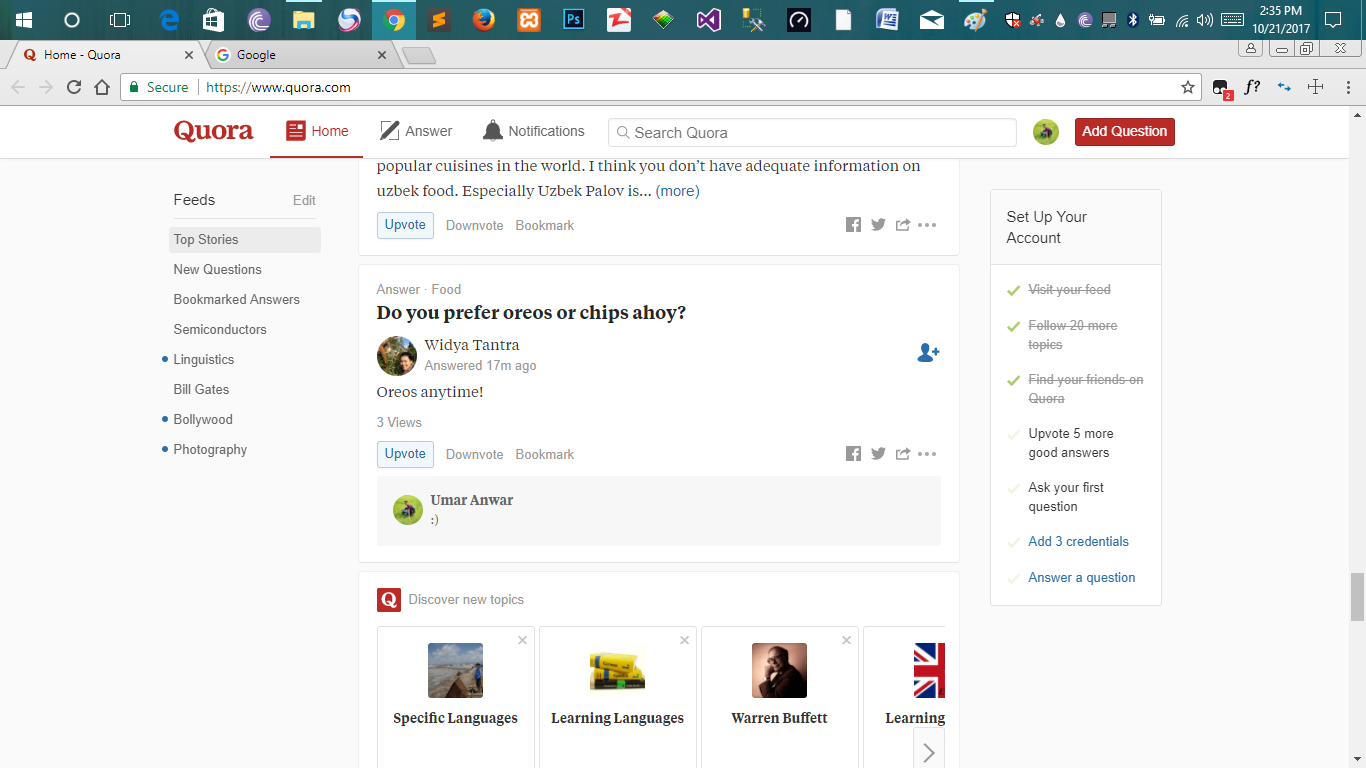 2:35 PM
10/21/2017
Home - Quora
Google
Secure
https://www.quora.com
2
f?
Quora
Home
Answer
Notifications
Search Quora
Add Question
Feeds
Edit
Top Stories
New Questions
Bookmarked Answers
Semiconductors
Linguistics
Bill Gates
Bollywood
Photography
popular cuisines in the world. I think you don’t have adequate information on
uzbek food. Especially Uzbek Palov is... (more)
Upvote
Downvote
Bookmark
Answer · Food
Do you prefer oreos or chips ahoy?
Widya Tantra
Answered 17m ago
Oreos anytime!
3 Views
Upvote
Downvote
Bookmark
Umar Anwar
:)
Discover new topics
Specific Languages
Learning Languages
Warren Buffett
Learning
Set Up Your
Account
Visit your feed
Follow 20 more
topics
Find your friends on
Quora
Upvote 5 more
good answers
Ask your first
question
Add 3 credentials
Answer a question